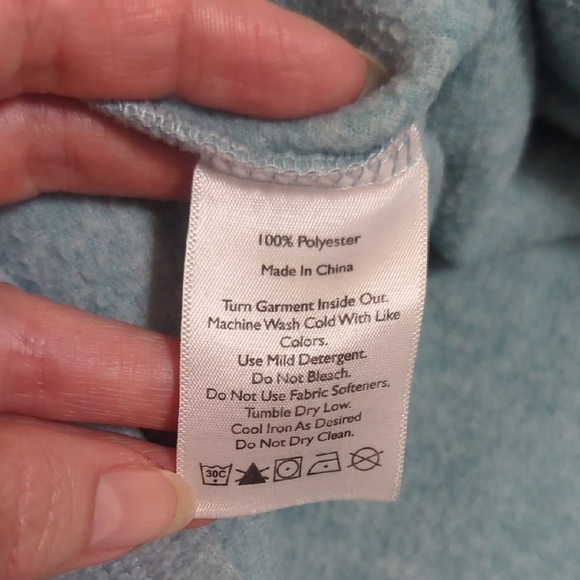 100% Polyester
Made In China
Turn Garment Inside Out.
Machine Wash Cold With Like
Colors.
Use Mild Detergent.
Do Not Bleach.
Do Not Use Fabric Softeners.
Tumble Dry Low.
Cool Iron As Desired
Do Not Dry Clean.
30C